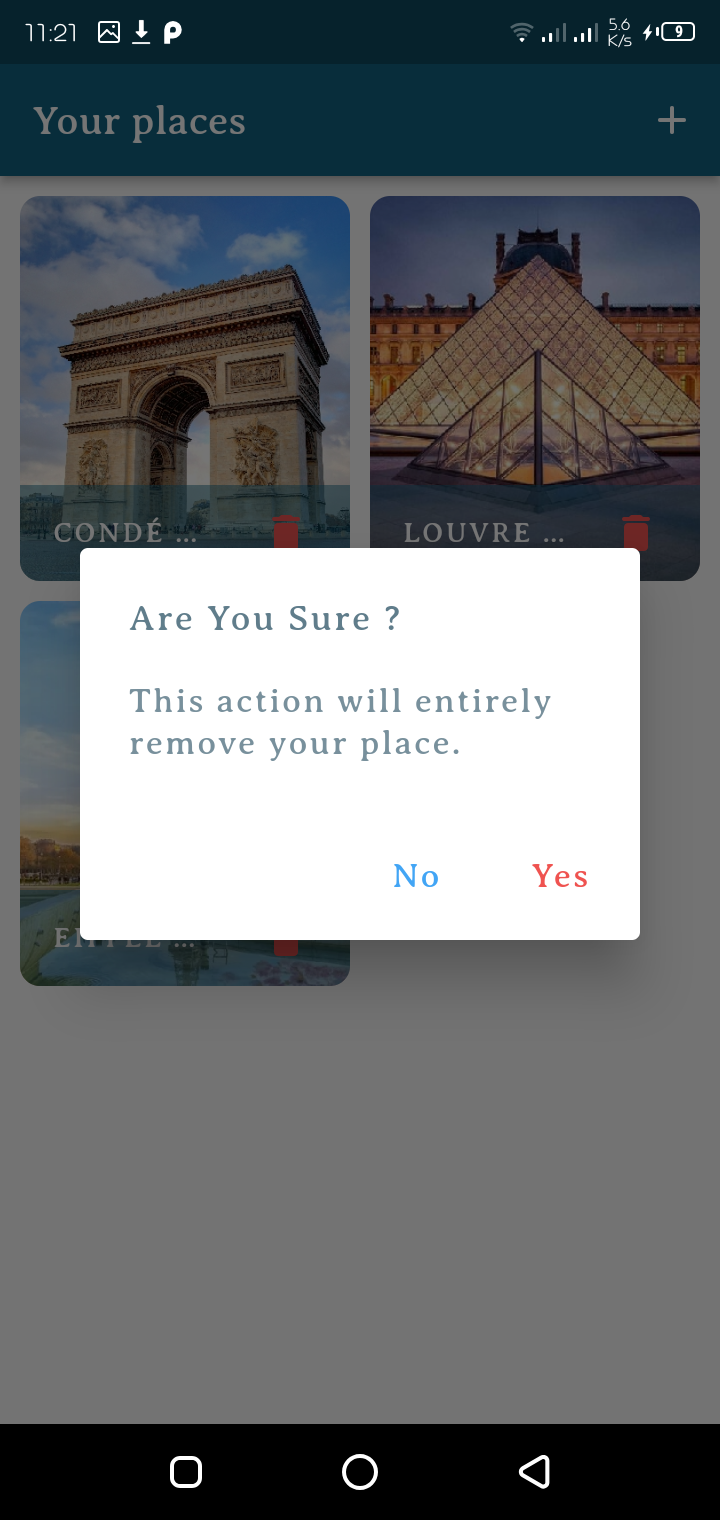 11:21
5.6
K/s
9
Your places
CONDÉ ...
LOUVRE ...
Are You Sure ?
This action will entirely
remove your place.
No
Yes